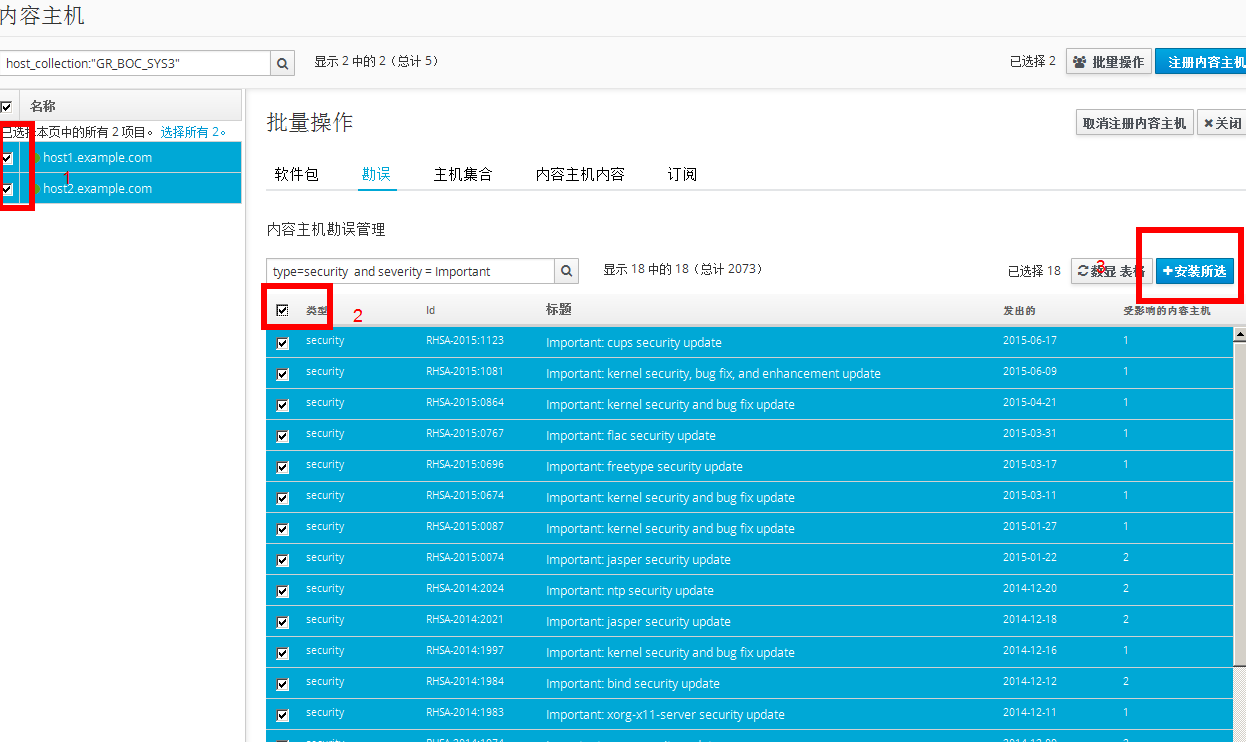 内容主机
host_collection:"GR_BOC_SYS3" 显示 2 中的 2（总计 5） 已选择 2 批量操作 注册内容主机
名称
已选择本页中的所有 2 项目。 选择所有 2。
host1.example.com
1
host2.example.com
批量操作 取消注册内容主机 关闭
软件包 勘误 主机集合 内容主机内容 订阅
内容主机勘误管理
type=security and severity = Important 显示 18 中的 18（总计 2073） 已选择 18 3 +安装所选
类型 2 Id 标题 发出的 受影响的内容主机
security RHSA-2015:1123 Important: cups security update 2015-06-17 1
security RHSA-2015:1081 Important: kernel security, bug fix, and enhancement update 2015-06-09 1
security RHSA-2015:0864 Important: kernel security and bug fix update 2015-04-21 1
security RHSA-2015:0767 Important: flac security update 2015-03-31 1
security RHSA-2015:0696 Important: freetype security update 2015-03-17 1
security RHSA-2015:0674 Important: kernel security and bug fix update 2015-03-11 1
security RHSA-2015:0087 Important: kernel security and bug fix update 2015-01-27 1
security RHSA-2015:0074 Important: jasper security update 2015-01-22 2
security RHSA-2014:2024 Important: ntp security update 2014-12-20 2
security RHSA-2014:2021 Important: jasper security update 2014-12-18 2
security RHSA-2014:1997 Important: kernel security and bug fix update 2014-12-16 1
security RHSA-2014:1984 Important: bind security update 2014-12-12 2
security RHSA-2014:1983 Important: xorg-x11-server security update 2014-12-11 1